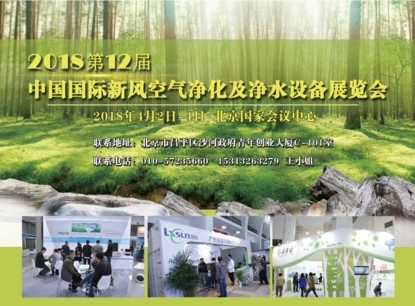 2018第12届
中国国际新风空气净化及净水设备展览会
2018年4月2日-4日 北京国家会议中心
联系地址: 北京市昌平区沙河政府青年创业大厦C-101室
联系电话: 010-57235660 15313263279 王小姐